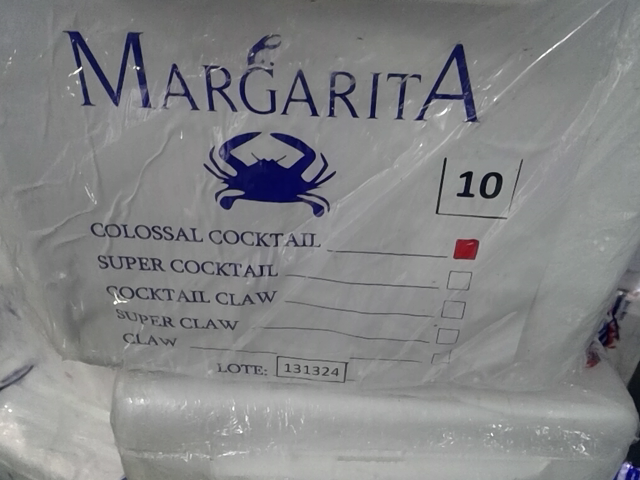 MARGARITA
10
COLOSSAL COCKTAIL
SUPER COCKTAIL
COCKTAIL CLAW
SUPER CLAW
CLAW
LOTE: 131324